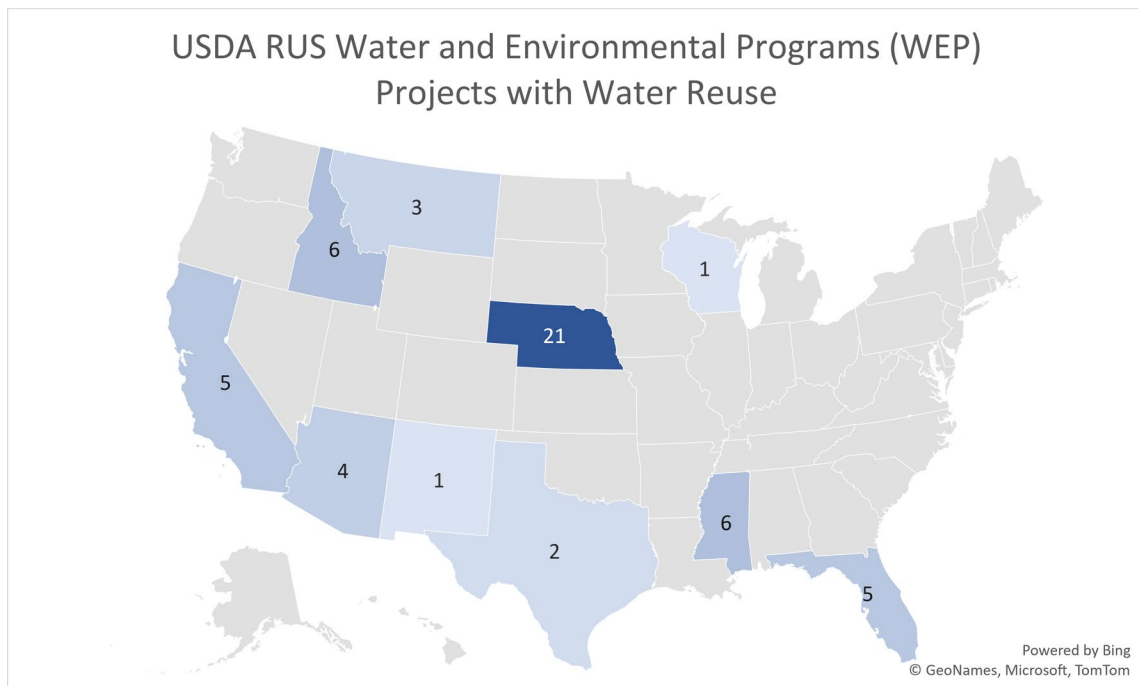 USDA RUS Water and Environmental Programs (WEP)
Projects with Water Reuse
3
6
1
21
5
4
1
6
2
5
Powered by Bing
© GeoNames, Microsoft, TomTom